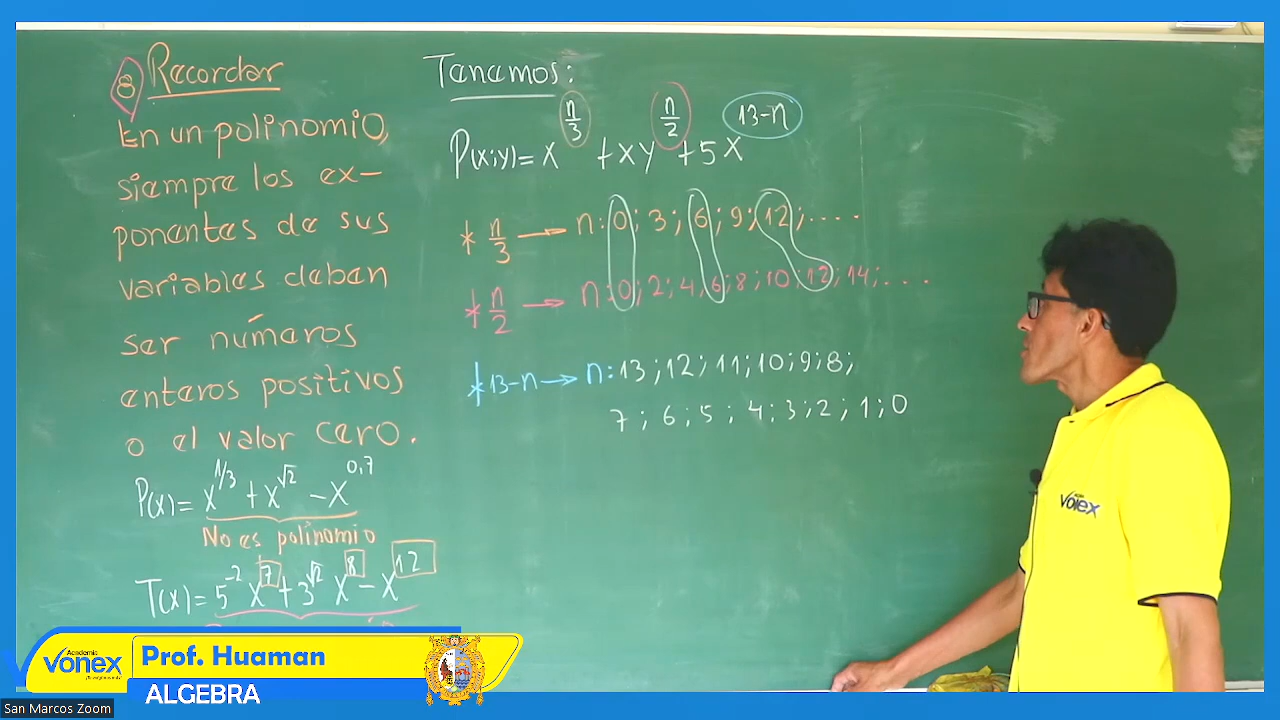 8 Recordar
En un polinomio,
siempre los ex-
ponentes de sus
variables deben
ser números
enteros positivos
o el valor cero.
P(x)= x^{1/3} + x^{√2} - x^{0,7}
No es polinomio
T(x)= 5^{-2} x^{7} + 3^{√2} x^{8} - x^{12}
Tenemos:
P(x;y)= x^{n/3} + xy^{n/2} + 5x^{13-n}
* n/3 → n: 0; 3; 6; 9; 12; ....
* n/2 → n: 0; 2; 4; 6; 8; 10; 12; 14; ...
* 13-n → n: 13; 12; 11; 10; 9; 8;
7; 6; 5; 4; 3; 2; 1; 0
Vonex
Academia
vonex
Prof. Huaman
ALGEBRA
San Marcos Zoom